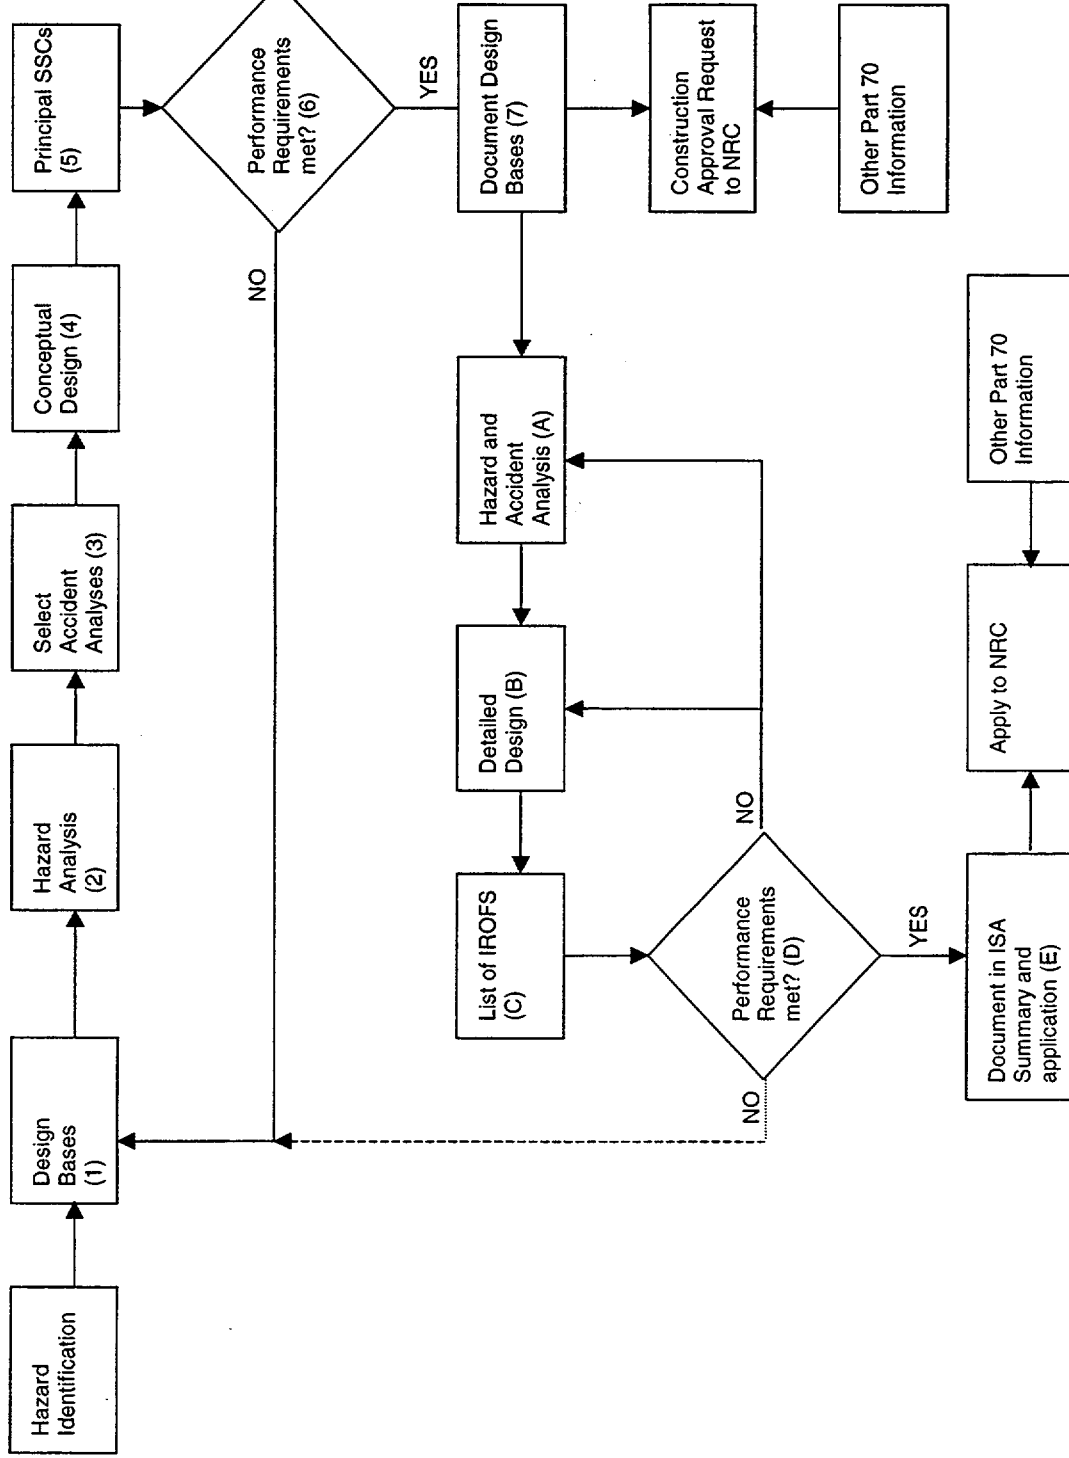 Hazard
Identification
Design
Bases
(1)
Hazard
Analysis
(2)
Select
Accident
Analyses (3)
Conceptual
Design (4)
Principal SSCs
(5)
Performance
Requirements
met? (6)
NO
YES
Document Design
Bases (7)
Construction
Approval Request
to NRC
Other Part 70
Information
Hazard and
Accident
Analysis (A)
Detailed
Design (B)
List of IROFS
(C)
Performance
Requirements
met? (D)
NO
NO
YES
Document in ISA
Summary and
application (E)
Apply to NRC
Other Part 70
Information